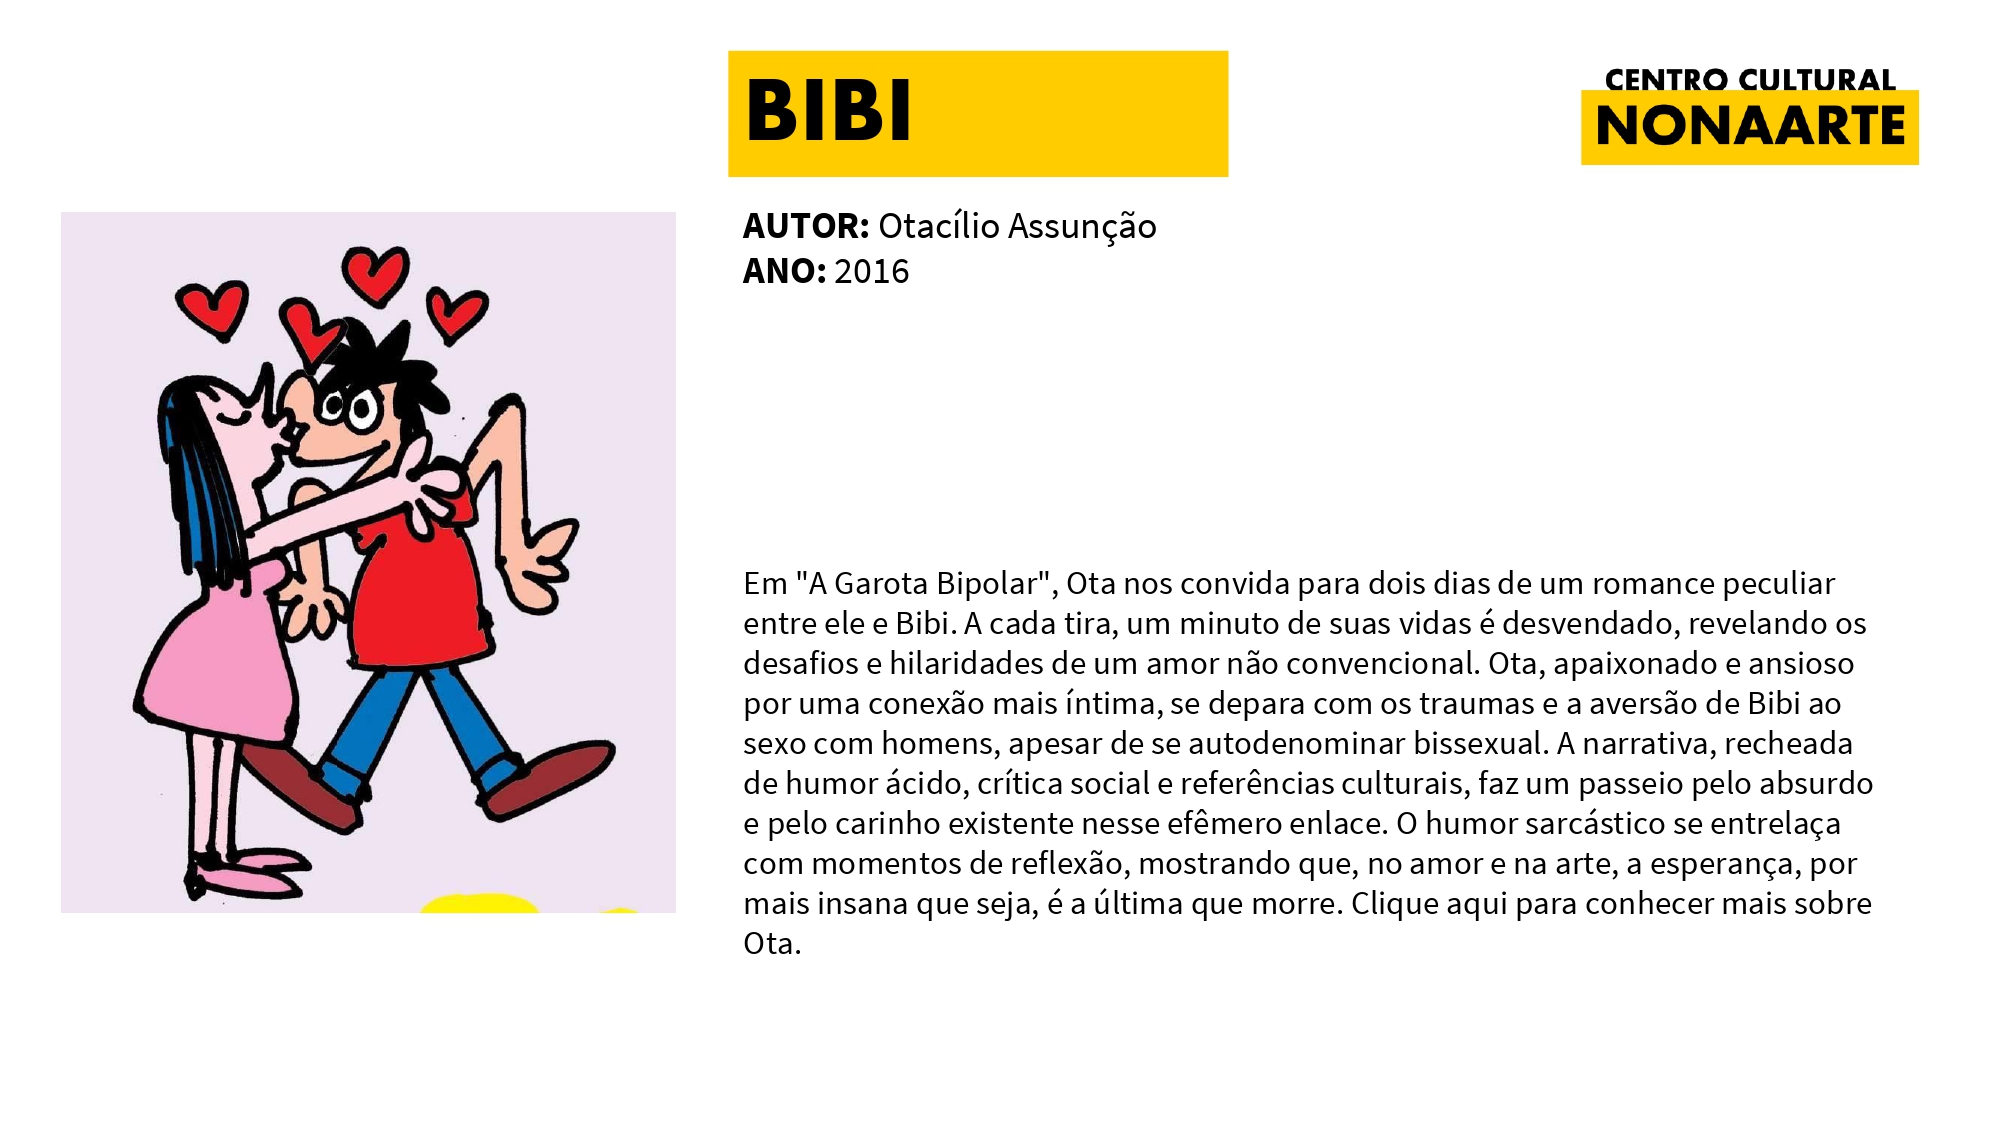 BIBI
CENTRO CULTURAL
NONAARTE
AUTOR: Otacílio Assunção
ANO: 2016
Em "A Garota Bipolar", Ota nos convida para dois dias de um romance peculiar
entre ele e Bibi. A cada tira, um minuto de suas vidas é desvendado, revelando os
desafios e hilaridades de um amor não convencional. Ota, apaixonado e ansioso
por uma conexão mais íntima, se depara com os traumas e a aversão de Bibi ao
sexo com homens, apesar de se autodenominar bissexual. A narrativa, recheada
de humor ácido, crítica social e referências culturais, faz um passeio pelo absurdo
e pelo carinho existente nesse efêmero enlace. O humor sarcástico se entrelaça
com momentos de reflexão, mostrando que, no amor e na arte, a esperança, por
mais insana que seja, é a última que morre. Clique aqui para conhecer mais sobre
Ota.